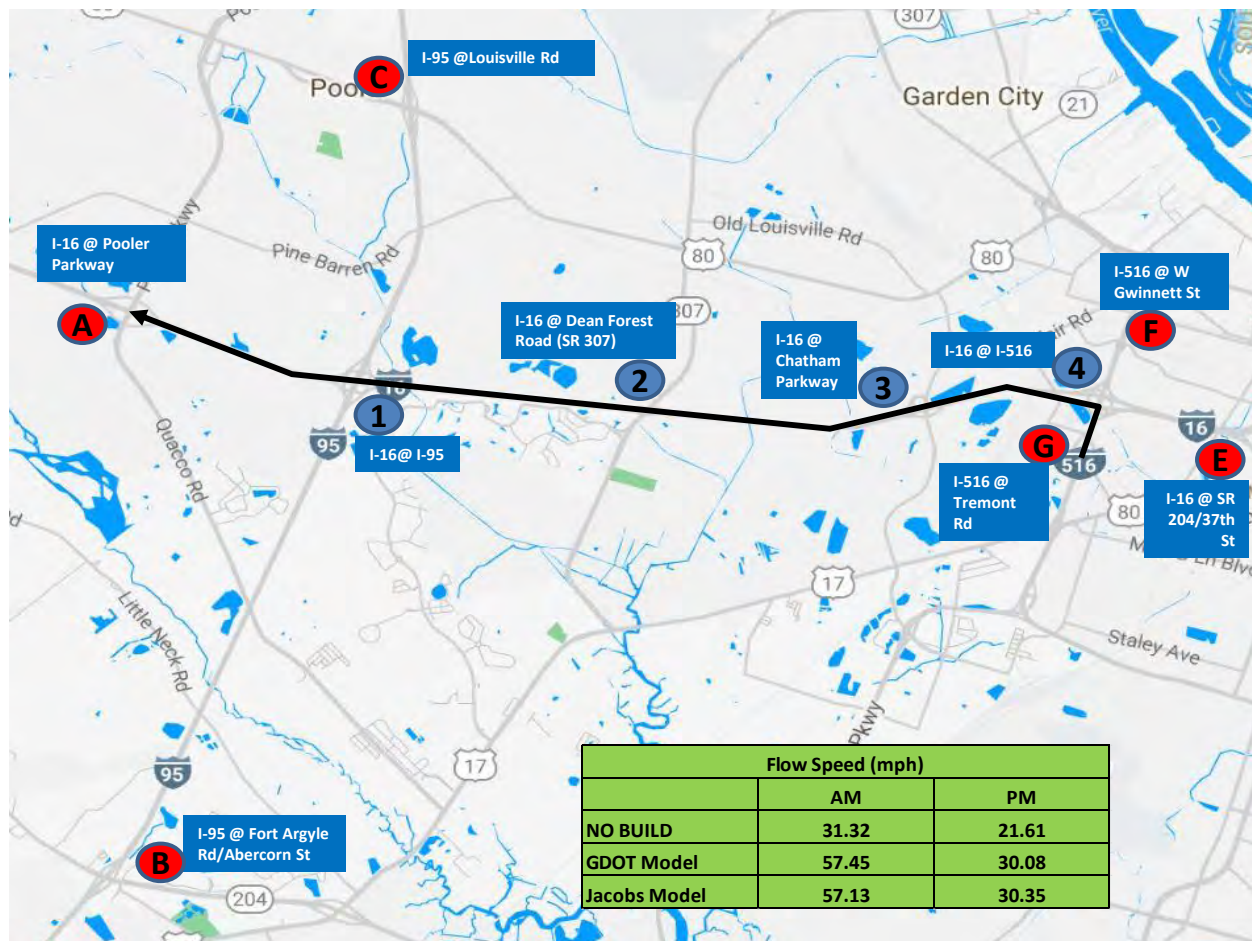 307
I-95 @Louisville Rd
C
Garden City
21
Pine Barren Rd
Old Louisville Rd
80
80
I-16 @ Pooler
Parkway
A
I-516 @ W
Gwinnett St
F
307
I-16 @ Dean Forest
Road (SR 307)
2
I-16 @
Chatham
Parkway
3
I-16 @ I-516
4
1
95
I-16@ I-95
16
G
516
E
I-516 @
Tremont
Rd
80
I-16 @ SR
204/37th
St
Quacco Rd
17
Little Neck Rd
Staley Ave
Pkwy
17
95
I-95 @ Fort Argyle
Rd/Abercorn St
B
204
Flow Speed (mph)
AM PM
NO BUILD 31.32 21.61
GDOT Model 57.45 30.08
Jacobs Model 57.13 30.35